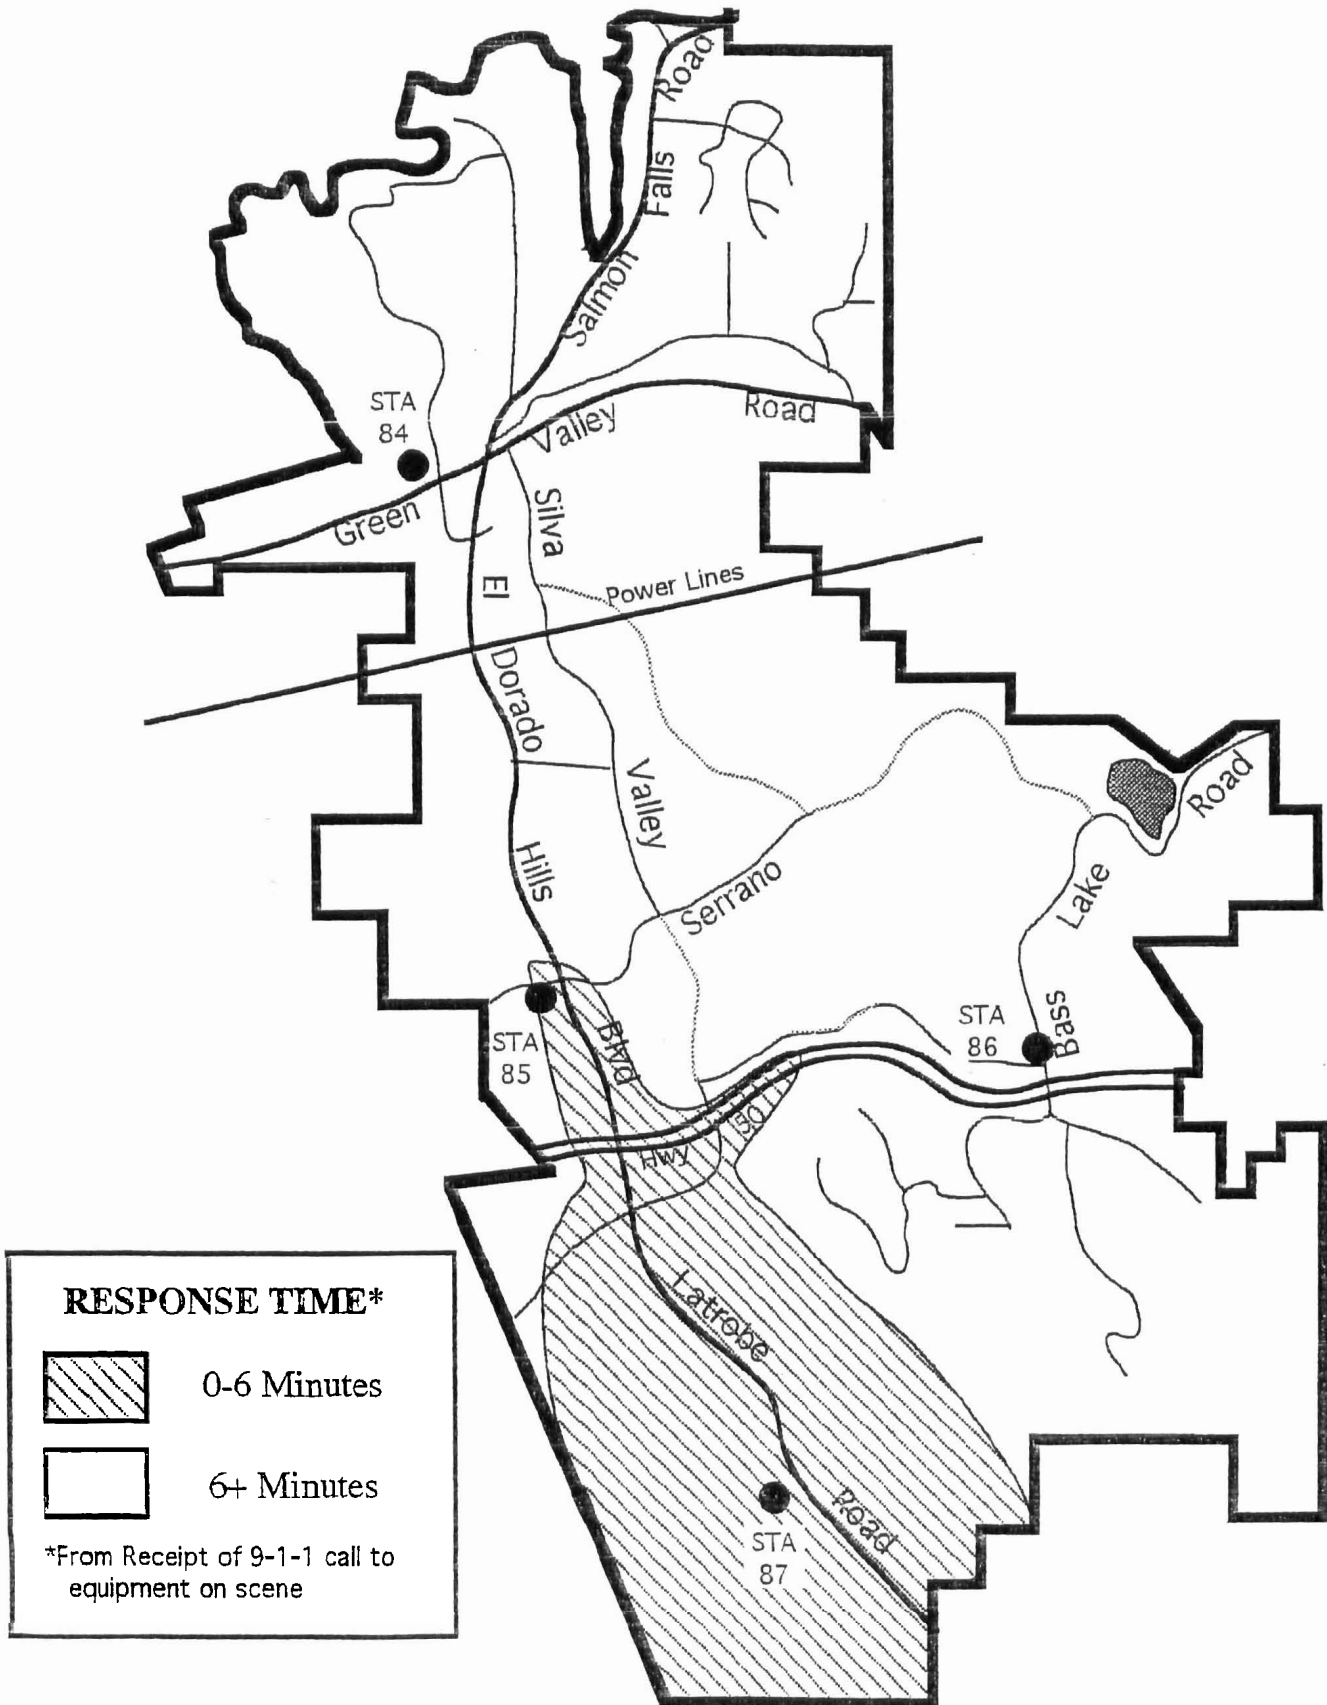 Road
Falls
Salmon
STA
84
Valley
Road
Green
Silva
El
Power Lines
Dorado
Valley
Road
Hills
Serrano
Lake
STA
85
Blvd
STA
86
Bass
50
Hwy
Latrobe
Road
STA
87
RESPONSE TIME*
0-6 Minutes
6+ Minutes
*From Receipt of 9-1-1 call to
equipment on scene